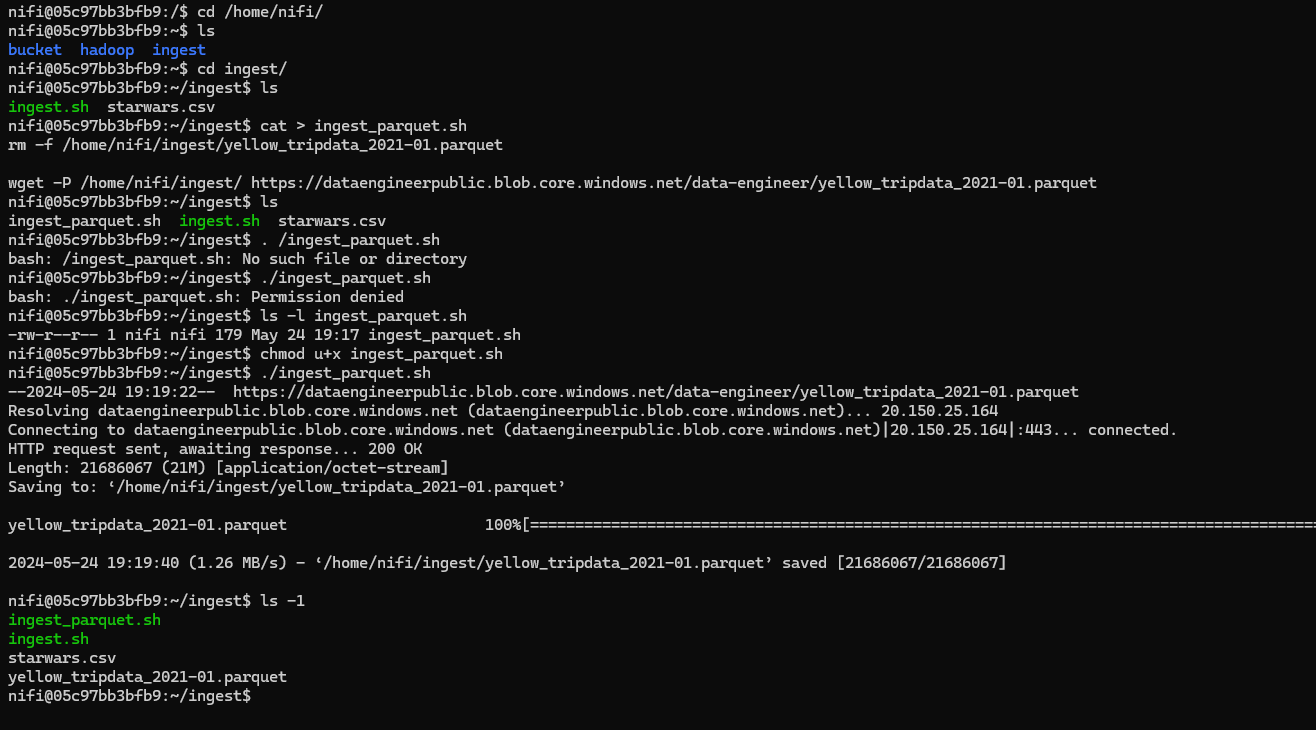 nifi@05c97bb3bfb9:/$ cd /home/nifi/
nifi@05c97bb3bfb9:~$ ls
bucket  hadoop  ingest
nifi@05c97bb3bfb9:~$ cd ingest/
nifi@05c97bb3bfb9:~/ingest$ ls
ingest.sh  starwars.csv
nifi@05c97bb3bfb9:~/ingest$ cat > ingest_parquet.sh
rm -f /home/nifi/ingest/yellow_tripdata_2021-01.parquet
wget -P /home/nifi/ingest/ https://dataengineerpublic.blob.core.windows.net/data-engineer/yellow_tripdata_2021-01.parquet
nifi@05c97bb3bfb9:~/ingest$ ls
ingest_parquet.sh  ingest.sh  starwars.csv
nifi@05c97bb3bfb9:~/ingest$ . /ingest_parquet.sh
bash: /ingest_parquet.sh: No such file or directory
nifi@05c97bb3bfb9:~/ingest$ ./ingest_parquet.sh
bash: ./ingest_parquet.sh: Permission denied
nifi@05c97bb3bfb9:~/ingest$ ls -l ingest_parquet.sh
-rw-r--r-- 1 nifi nifi 179 May 24 19:17 ingest_parquet.sh
nifi@05c97bb3bfb9:~/ingest$ chmod u+x ingest_parquet.sh
nifi@05c97bb3bfb9:~/ingest$ ./ingest_parquet.sh
--2024-05-24 19:19:22--  https://dataengineerpublic.blob.core.windows.net/data-engineer/yellow_tripdata_2021-01.parquet
Resolving dataengineerpublic.blob.core.windows.net (dataengineerpublic.blob.core.windows.net)... 20.150.25.164
Connecting to dataengineerpublic.blob.core.windows.net (dataengineerpublic.blob.core.windows.net)|20.150.25.164|:443... connected.
HTTP request sent, awaiting response... 200 OK
Length: 21686067 (21M) [application/octet-stream]
Saving to: ‘/home/nifi/ingest/yellow_tripdata_2021-01.parquet’
yellow_tripdata_2021-01.parquet                      100%[========================================================================================
2024-05-24 19:19:40 (1.26 MB/s) - ‘/home/nifi/ingest/yellow_tripdata_2021-01.parquet’ saved [21686067/21686067]
nifi@05c97bb3bfb9:~/ingest$ ls -1
ingest_parquet.sh
ingest.sh
starwars.csv
yellow_tripdata_2021-01.parquet
nifi@05c97bb3bfb9:~/ingest$